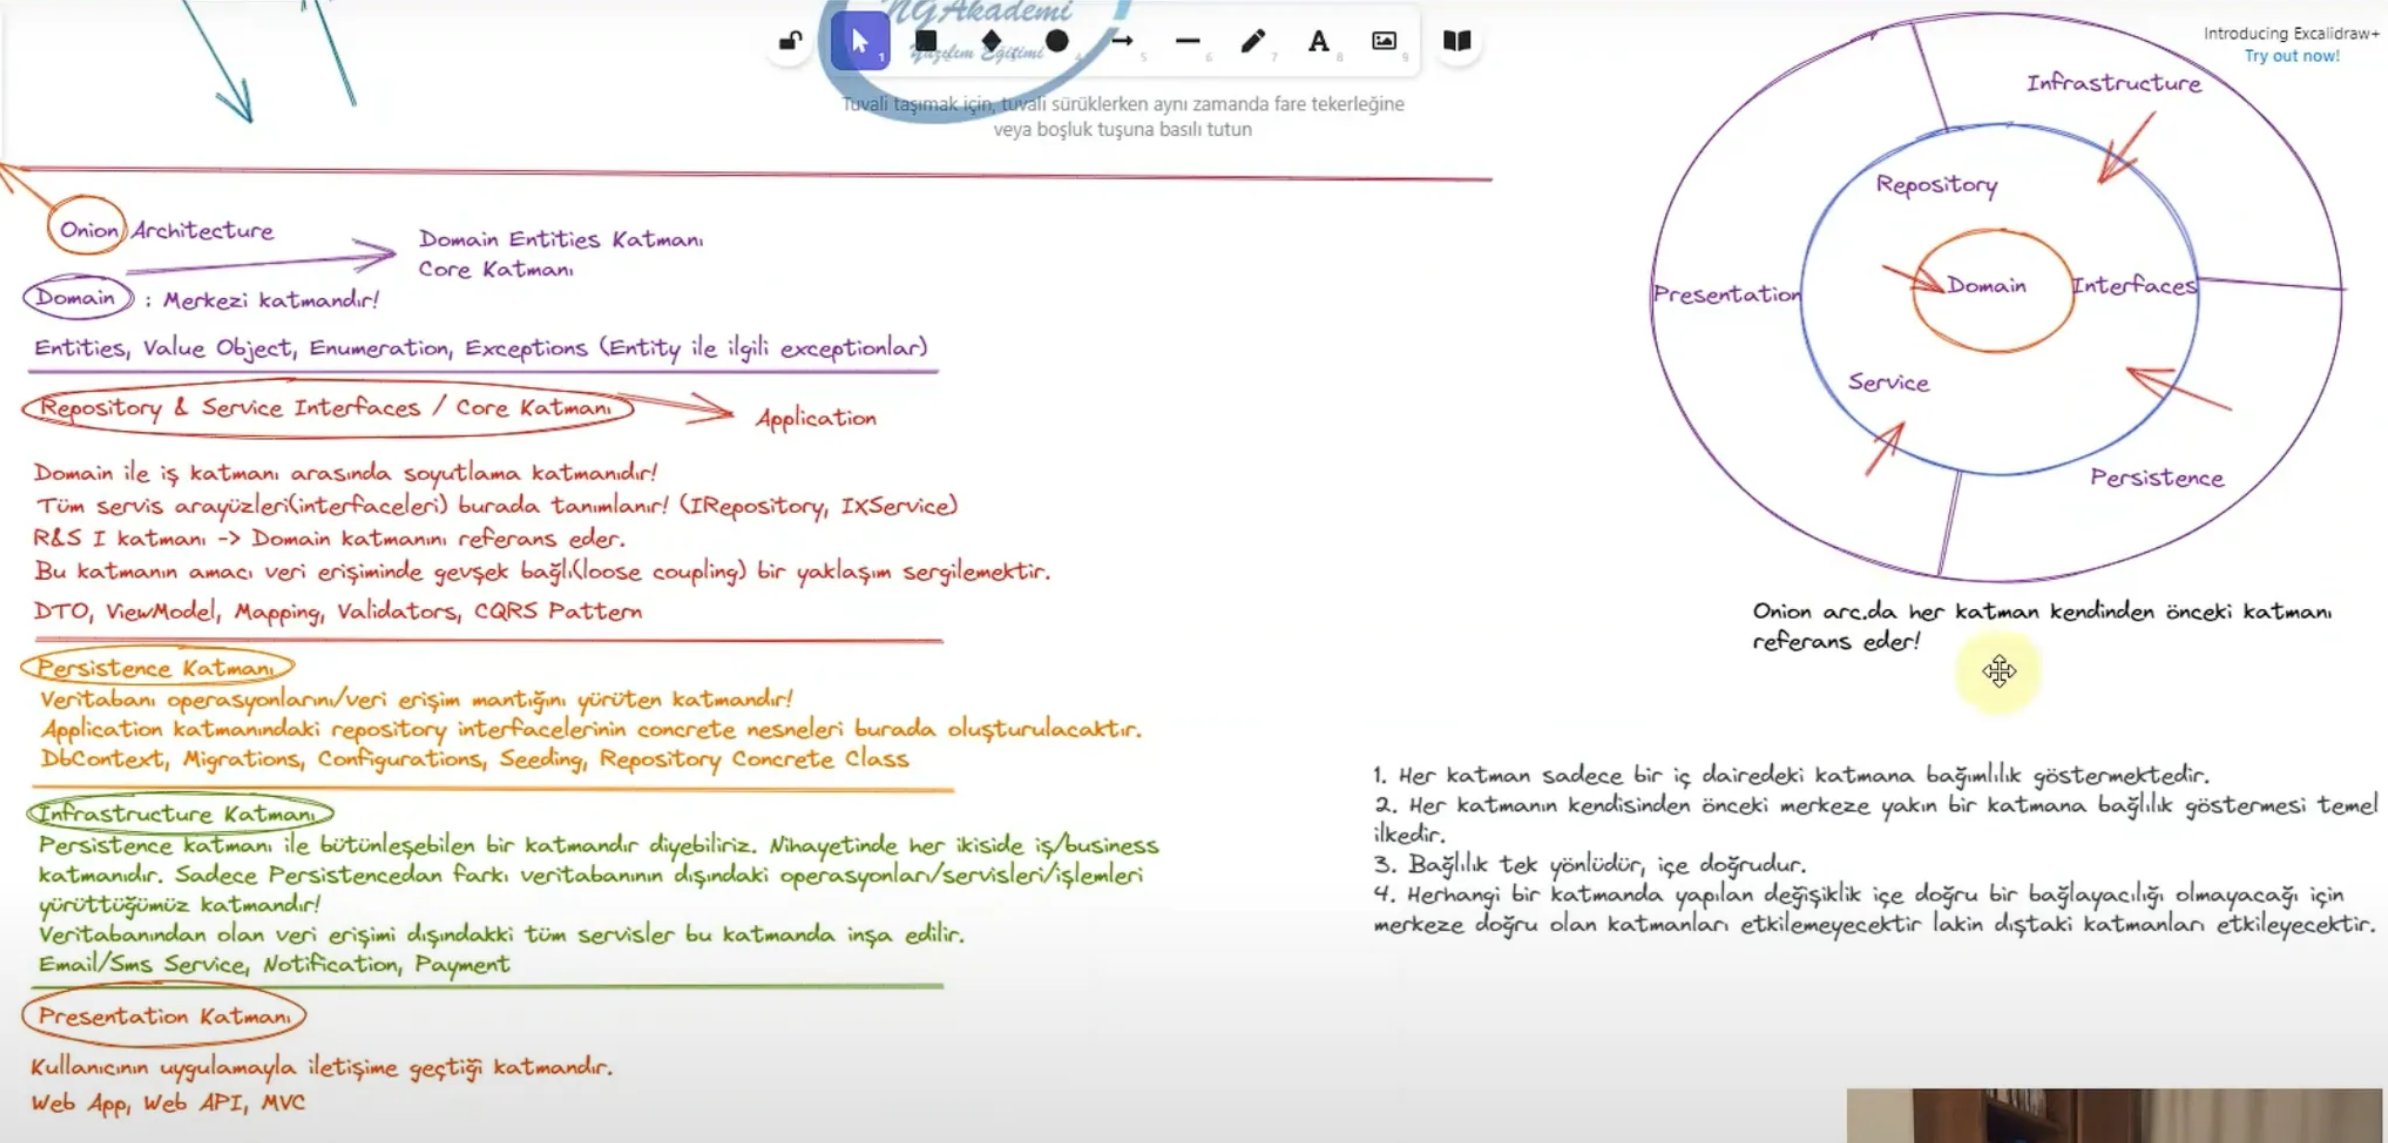 NGAkademi
Yazılım Eğitimi
1
5
6
7
A
8
9
Tuvali taşımak için, tuvali sürüklerken aynı zamanda fare tekerleğine
veya boşluk tuşuna basılı tutun
Introducing Excalidraw+
Try out now!
Onion Architecture
Domain Entities Katmanı
Core Katmanı
Domain : Merkezi katmandır!
Entities, Value Object, Enumeration, Exceptions (Entity ile ilgili exceptionlar)
Repository & Service Interfaces / Core Katmanı
Application
Domain ile iş katmanı arasında soyutlama katmanıdır!
Tüm servis arayüzleri(interfaceleri) burada tanımlanır! (IRepository, IXService)
R&S I katmanı -> Domain katmanını referans eder.
Bu katmanın amacı veri erişiminde gevşek bağlı(loose coupling) bir yaklaşım sergilemektir.
DTO, ViewModel, Mapping, Validators, CQRS Pattern
Persistence Katmanı
Veritabanı operasyonlarını/veri erişim mantığını yürüten katmandır!
Application katmanındaki repository interfacelerinin concrete nesneleri burada oluşturulacaktır.
DbContext, Migrations, Configurations, Seeding, Repository Concrete Class
Infrastructure Katmanı
Persistence katmanı ile bütünleşebilen bir katmandır diyebiliriz. Nihayetinde her ikiside iş/business
katmanıdır. Sadece Persistencedan farkı veritabanının dışındaki operasyonları/servisleri/işlemleri
yürüttüğümüz katmandır!
Veritabanından olan veri erişimi dışındakki tüm servisler bu katmanda inşa edilir.
Email/Sms Service, Notification, Payment
Presentation Katmanı
Kullanıcının uygulamayla iletişime geçtiği katmandır.
Web App, Web API, MVC
Infrastructure
Repository
Presentation
Domain
Interfaces
Service
Persistence
Onion arc.da her katman kendinden önceki katmanı
referans eder!
1. Her katman sadece bir iç dairedeki katmana bağımlılık göstermektedir.
2. Her katmanın kendisinden önceki merkeze yakın bir katmana bağlılık göstermesi temel
ilkedir.
3. Bağlılık tek yönlüdür, içe doğrudur.
4. Herhangi bir katmanda yapılan değişiklik içe doğru bir bağlayacılığı olmayacağı için
merkeze doğru olan katmanları etkilemeyecektir lakin dıştaki katmanları etkileyecektir.